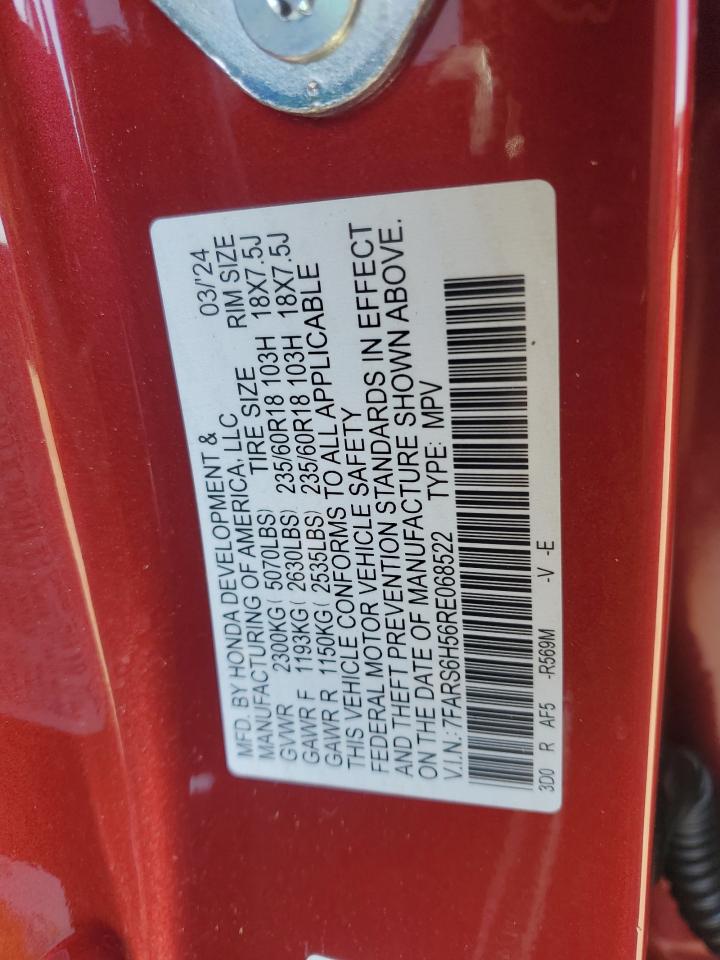 MFD. BY HONDA DEVELOPMENT & 03/'24
MANUFACTURING OF AMERICA, LLC
TIRE SIZE RIM SIZE
GVWR 2300KG( 5070LBS) 235/60R18 103H 18X7.5J
GAWR F 1193KG( 2630LBS) 235/60R18 103H 18X7.5J
GAWR R 1150KG( 2535LBS)
THIS VEHICLE CONFORMS TO ALL APPLICABLE
FEDERAL MOTOR VEHICLE SAFETY
AND THEFT PREVENTION STANDARDS IN EFFECT
ON THE DATE OF MANUFACTURE SHOWN ABOVE.
V.I.N.: 7FARS6H56RE068522 TYPE: MPV
3D0 R AF5 -R569M -V -E